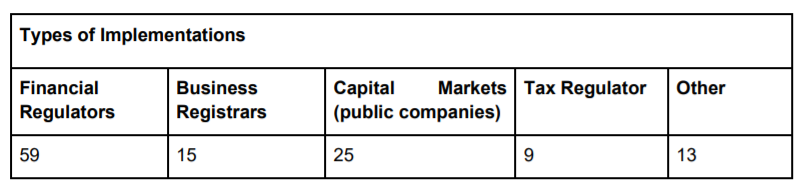 Types of Implementations
Financial Regulators
Business Registrars
Capital Markets (public companies)
Tax Regulator
Other
59
15
25
9
13